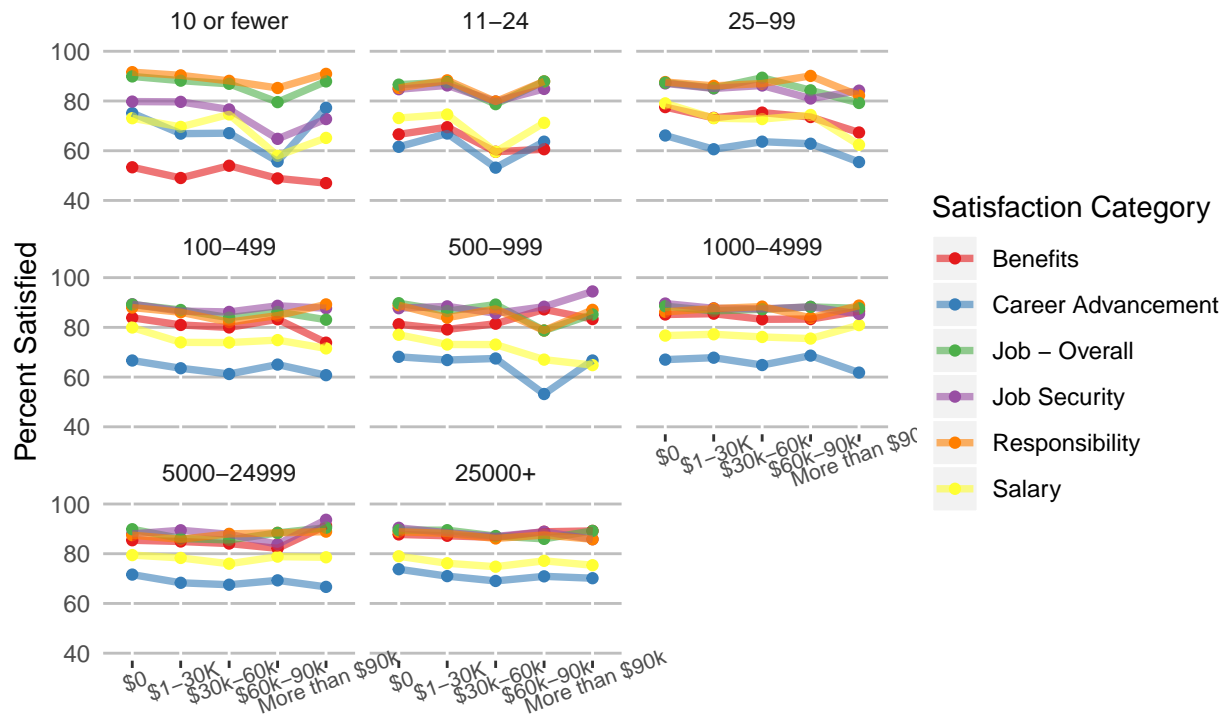 10 or fewer
11–24
25–99
100
80
60
40
100–499
500–999
1000–4999
100
80
60
40
$0
$1–30K
$30k–60k
$60k–90k
More than $90
5000–24999
25000+
100
80
60
40
$0
$1–30K
$30k–60k
$60k–90k
More than $90k
$0
$1–30K
$30k–60k
$60k–90k
More than $90k
Percent Satisfied
Satisfaction Category
Benefits
Career Advancement
Job – Overall
Job Security
Responsibility
Salary